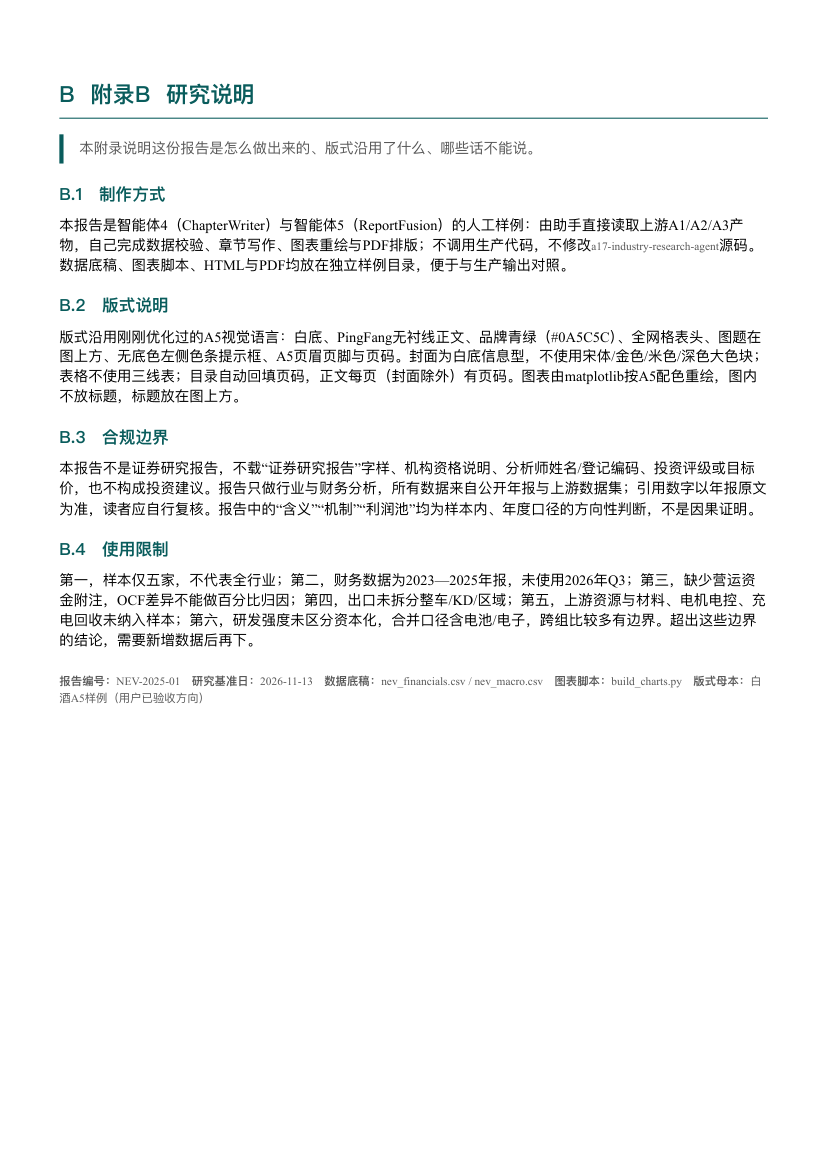 B 附录B 研究说明
本附录说明这份报告是怎么做出来的、版式沿用了什么、哪些话不能说。
B.1 制作方式
本报告是智能体4（ChapterWriter）与智能体5（ReportFusion）的人工样例：由助手直接读取上游A1/A2/A3产
物，自己完成数据校验、章节写作、图表重绘与PDF排版；不调用生产代码，不修改a17-industry-research-agent源码。
数据底稿、图表脚本、HTML与PDF均放在独立样例目录，便于与生产输出对照。
B.2 版式说明
版式沿用刚刚优化过的A5视觉语言：白底、PingFang无衬线正文、品牌青绿（#0A5C5C）、全网格表头、图题在
图上方、无底色左侧色条提示框、A5页眉页脚与页码。封面为白底信息型，不使用宋体/金色/米色/深色大色块；
表格不使用三线表；目录自动回填页码，正文每页（封面除外）有页码。图表由matplotlib按A5配色重绘，图内
不放标题，标题放在图上方。
B.3 合规边界
本报告不是证券研究报告，不载“证券研究报告”字样、机构资格说明、分析师姓名/登记编码、投资评级或目标
价，也不构成投资建议。报告只做行业与财务分析，所有数据来自公开年报与上游数据集；引用数字以年报原文
为准，读者应自行复核。报告中的“含义”“机制”“利润池”均为样本内、年度口径的方向性判断，不是因果证明。
B.4 使用限制
第一，样本仅五家，不代表全行业；第二，财务数据为2023—2025年报，未使用2026年Q3；第三，缺少营运资
金附注，OCF差异不能做百分比归因；第四，出口未拆分整车/KD/区域；第五，上游资源与材料、电机电控、充
电回收未纳入样本；第六，研发强度未区分资本化，合并口径含电池/电子，跨组比较多有边界。超出这些边界
的结论，需要新增数据后再下。
报告编号：NEV-2025-01 研究基准日：2026-11-13 数据底稿：nev_financials.csv / nev_macro.csv 图表脚本：build_charts.py 版式母本：白
酒A5样例（用户已验收方向）